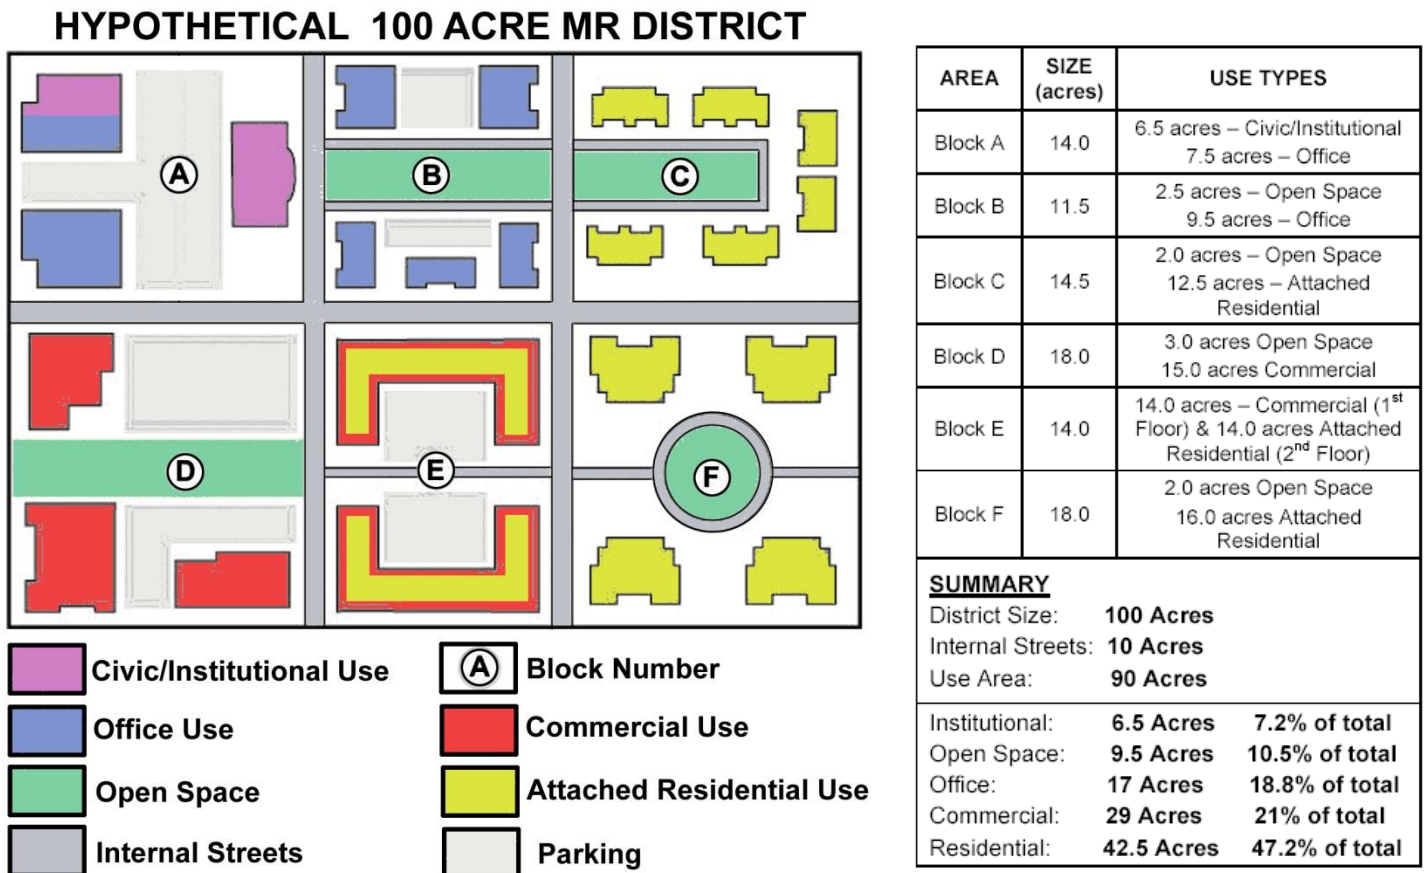 HYPOTHETICAL 100 ACRE MR DISTRICT
A
B
C
D
E
F
Civic/Institutional Use
Office Use
Open Space
Internal Streets
A
Block Number
Commercial Use
Attached Residential Use
Parking
AREA
SIZE
(acres)
USE TYPES
Block A
14.0
6.5 acres – Civic/Institutional
7.5 acres – Office
Block B
11.5
2.5 acres – Open Space
9.5 acres – Office
Block C
14.5
2.0 acres – Open Space
12.5 acres – Attached
Residential
Block D
18.0
3.0 acres Open Space
15.0 acres Commercial
Block E
14.0
14.0 acres – Commercial (1st
Floor) & 14.0 acres Attached
Residential (2nd Floor)
Block F
18.0
2.0 acres Open Space
16.0 acres Attached
Residential
SUMMARY
District Size: 100 Acres
Internal Streets: 10 Acres
Use Area: 90 Acres
Institutional: 6.5 Acres 7.2% of total
Open Space: 9.5 Acres 10.5% of total
Office: 17 Acres 18.8% of total
Commercial: 29 Acres 21% of total
Residential: 42.5 Acres 47.2% of total